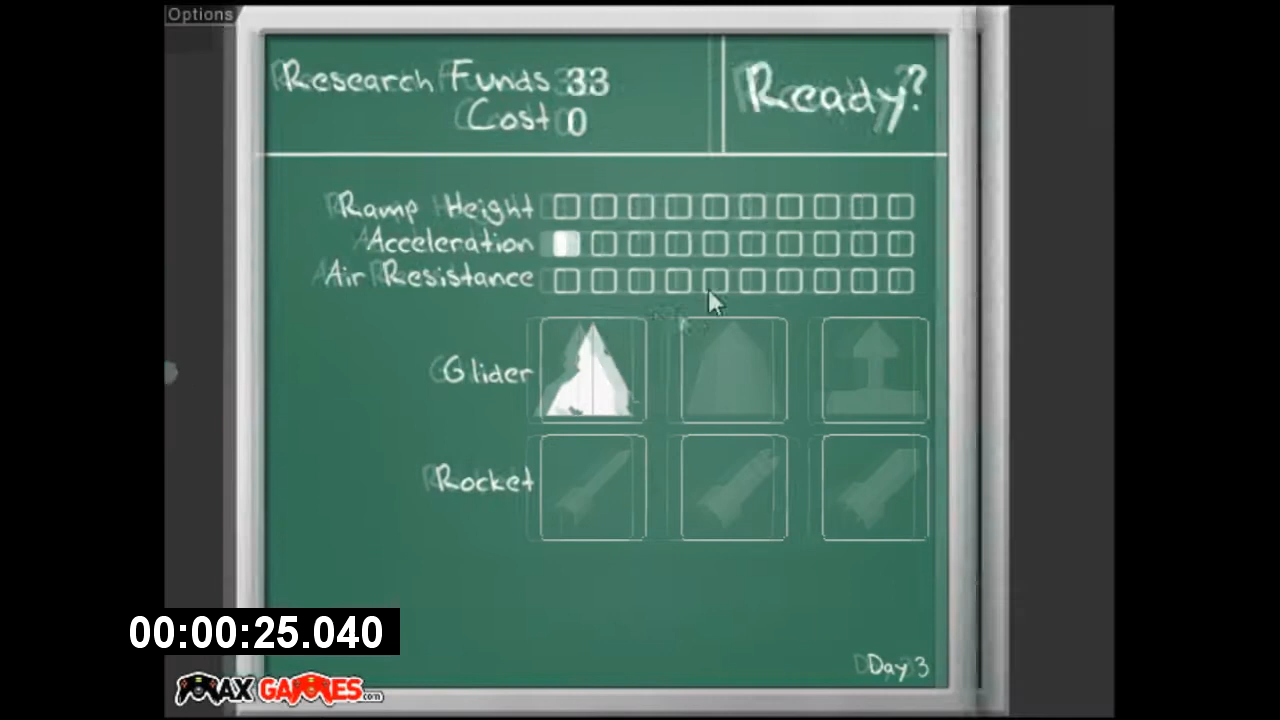 Options
Research Funds 33
Cost 0
Ready?
Ramp Height
Acceleration
Air Resistance
Glider
Rocket
00:00:25.040
MAX GAMES.com
Day 3